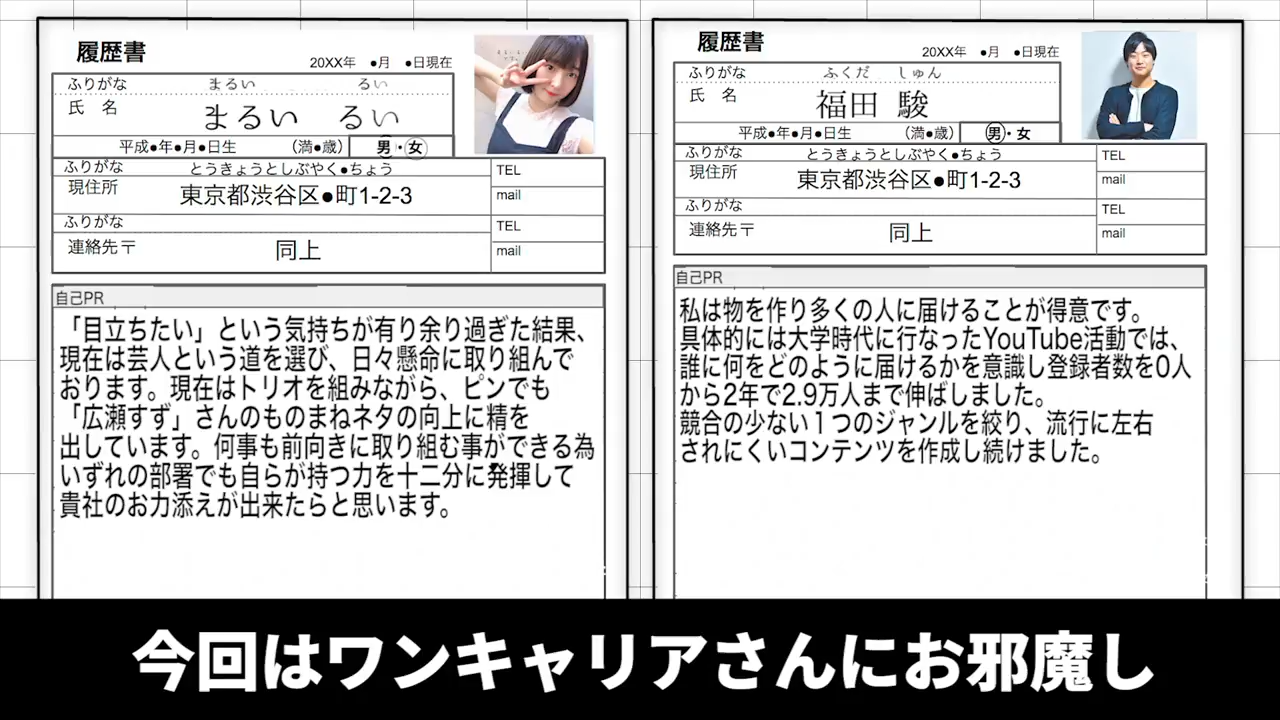 履歴書
20XX年 ●月 ●日現在
ふりがな まるい るい
氏 名 まるい るい
平成●年●月●日生 (満●歳) 男・女
ふりがな とうきょうとしぶやく●ちょう
現住所 東京都渋谷区●町1-2-3
TEL
mail
ふりがな
連絡先〒 同上
TEL
mail
自己PR
「目立ちたい」という気持ちが有り余り過ぎた結果、
現在は芸人という道を選び、日々懸命に取り組んで
おります。現在はトリオを組みながら、ピンでも
「広瀬すず」さんのものまねネタの向上に精を
出しています。何事も前向きに取り組む事ができる為
いずれの部署でも自らが持つ力を十二分に発揮して
貴社のお力添えが出来たらと思います。
履歴書
20XX年 ●月 ●日現在
ふりがな ふくだ しゅん
氏 名 福田 駿
平成●年●月●日生 (満●歳) 男・女
ふりがな とうきょうとしぶやく●ちょう
現住所 東京都渋谷区●町1-2-3
TEL
mail
ふりがな
連絡先〒 同上
TEL
mail
自己PR
私は物を作り多くの人に届けることが得意です。
具体的には大学時代に行なったYouTube活動では、
誰に何をどのように届けるかを意識し登録者数を0人
から2年で2.9万人まで伸ばしました。
競合の少ない1つのジャンルを絞り、流行に左右
されにくいコンテンツを作成し続けました。
今回はワンキャリアさんにお邪魔し